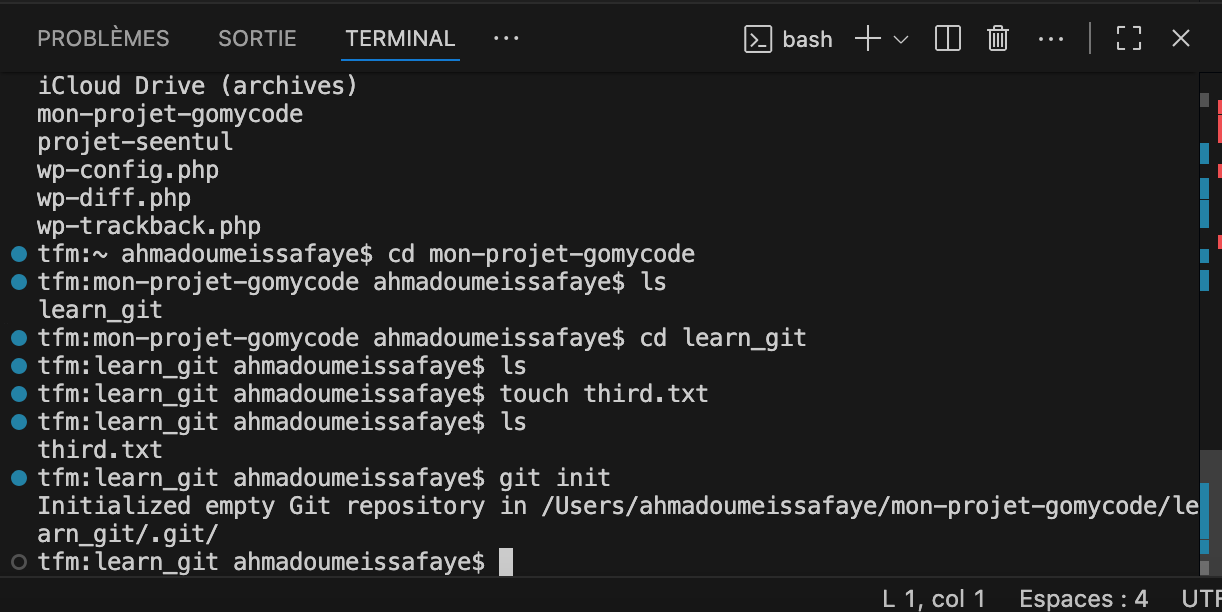 PROBLÈMES SORTIE TERMINAL ··· bash ···
iCloud Drive (archives)
mon-projet-gomycode
projet-seentul
wp-config.php
wp-diff.php
wp-trackback.php
tfm:~ ahmadoumeissafaye$ cd mon-projet-gomycode
tfm:mon-projet-gomycode ahmadoumeissafaye$ ls
learn_git
tfm:mon-projet-gomycode ahmadoumeissafaye$ cd learn_git
tfm:learn_git ahmadoumeissafaye$ ls
tfm:learn_git ahmadoumeissafaye$ touch third.txt
tfm:learn_git ahmadoumeissafaye$ ls
third.txt
tfm:learn_git ahmadoumeissafaye$ git init
Initialized empty Git repository in /Users/ahmadoumeissafaye/mon-projet-gomycode/le
arn_git/.git/
tfm:learn_git ahmadoumeissafaye$
L 1, col 1 Espaces : 4 UTF